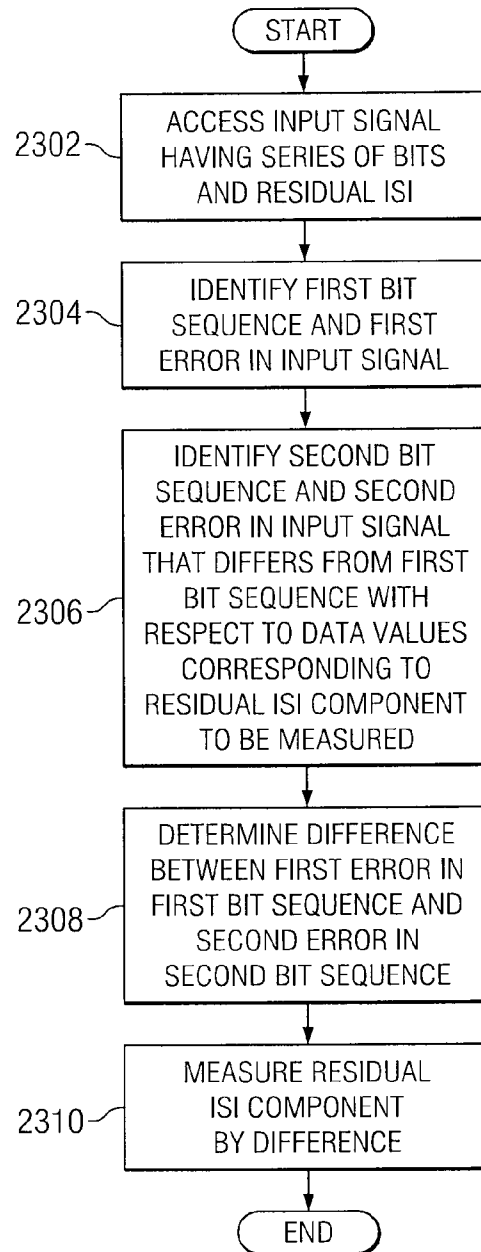 START
2302
ACCESS INPUT SIGNAL
HAVING SERIES OF BITS
AND RESIDUAL ISI
2304
IDENTIFY FIRST BIT
SEQUENCE AND FIRST
ERROR IN INPUT SIGNAL
2306
IDENTIFY SECOND BIT
SEQUENCE AND SECOND
ERROR IN INPUT SIGNAL
THAT DIFFERS FROM FIRST
BIT SEQUENCE WITH
RESPECT TO DATA VALUES
CORRESPONDING TO
RESIDUAL ISI COMPONENT
TO BE MEASURED
2308
DETERMINE DIFFERENCE
BETWEEN FIRST ERROR IN
FIRST BIT SEQUENCE AND
SECOND ERROR IN
SECOND BIT SEQUENCE
2310
MEASURE RESIDUAL
ISI COMPONENT
BY DIFFERENCE
END